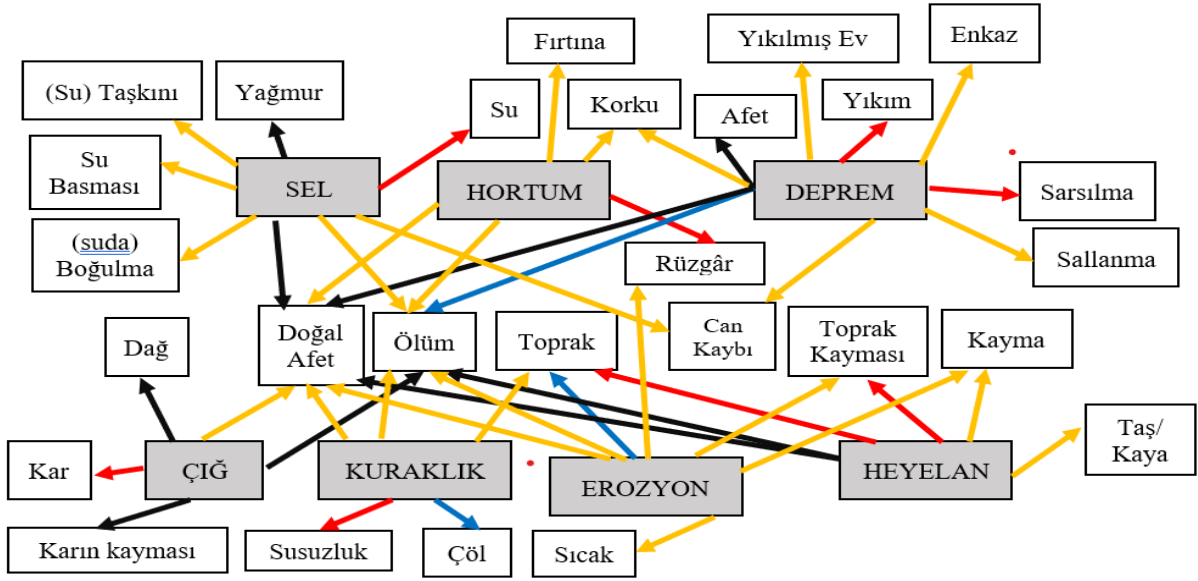 Fırtına
Yıkılmış Ev
Enkaz
(Su) Taşkını
Yağmur
Su
Korku
Afet
Yıkım
Su
Basması
SEL
HORTUM
DEPREM
Sarsılma
(suda)
Boğulma
Rüzgâr
Sallanma
Dağ
Doğal
Afet
Ölüm
Toprak
Can
Kaybı
Toprak
Kayması
Kayma
Kar
ÇIĞ
KURAKLIK
EROZYON
HEYELAN
Taş/
Kaya
Karın kayması
Susuzluk
Çöl
Sıcak